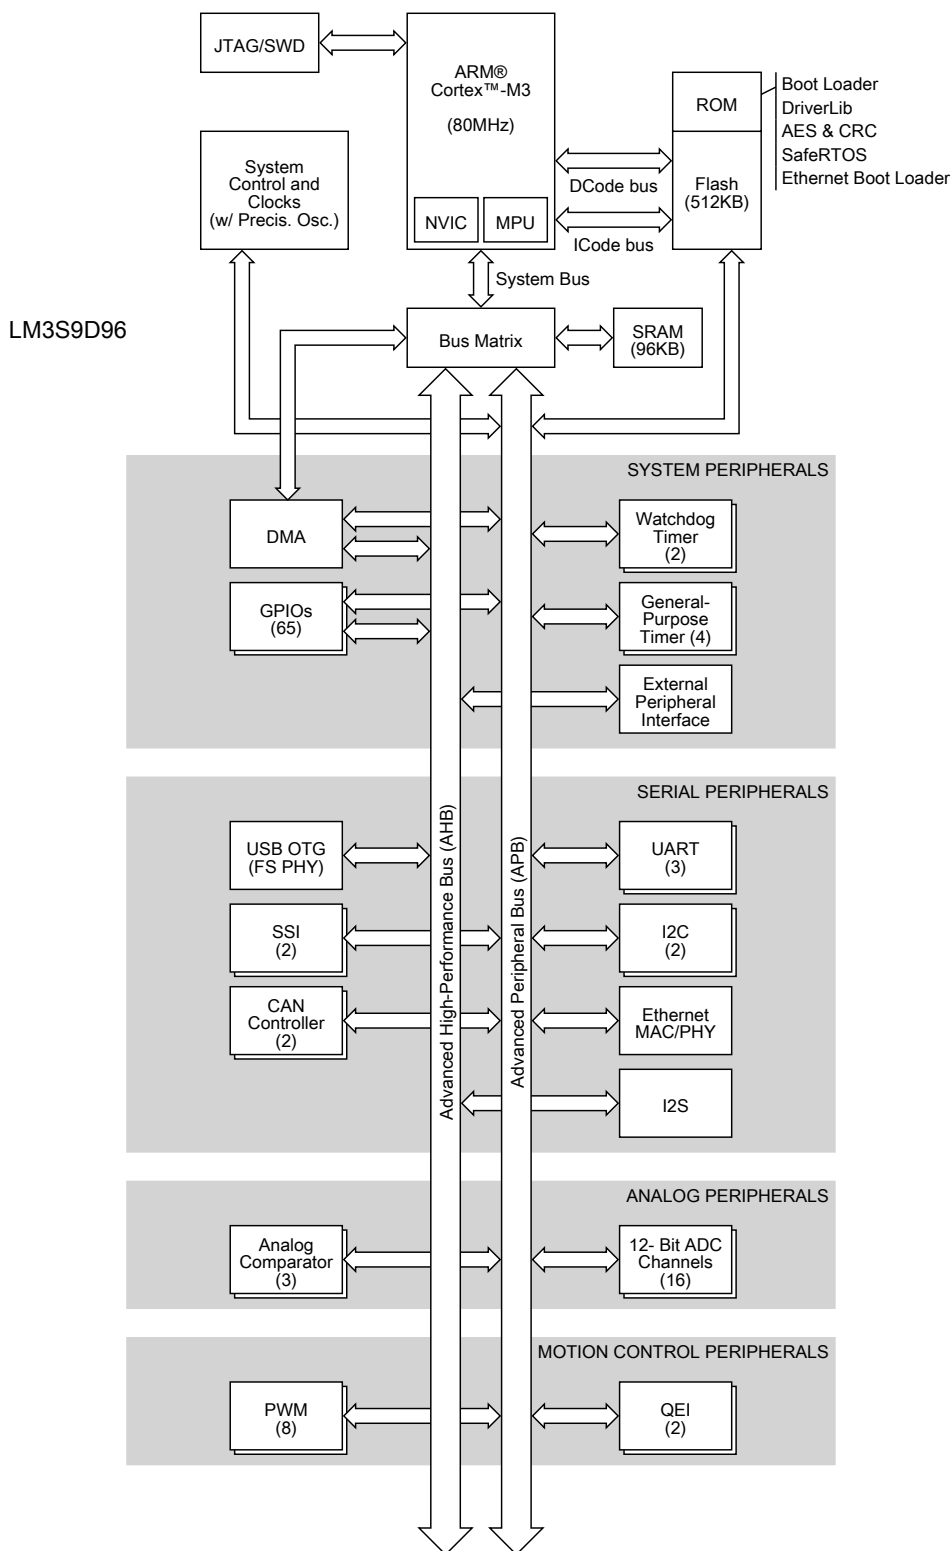 JTAG/SWD
ARM®
Cortex™-M3
(80MHz)
NVIC
MPU
ROM
Flash
(512KB)
Boot Loader
DriverLib
AES & CRC
SafeRTOS
Ethernet Boot Loader
DCode bus
ICode bus
System
Control and
Clocks
(w/ Precis. Osc.)
System Bus
LM3S9D96
Bus Matrix
SRAM
(96KB)
SYSTEM PERIPHERALS
DMA
Watchdog
Timer
(2)
GPIOs
(65)
General-
Purpose
Timer (4)
External
Peripheral
Interface
Advanced High-Performance Bus (AHB)
Advanced Peripheral Bus (APB)
SERIAL PERIPHERALS
USB OTG
(FS PHY)
UART
(3)
SSI
(2)
I2C
(2)
CAN
Controller
(2)
Ethernet
MAC/PHY
I2S
ANALOG PERIPHERALS
Analog
Comparator
(3)
12- Bit ADC
Channels
(16)
MOTION CONTROL PERIPHERALS
PWM
(8)
QEI
(2)